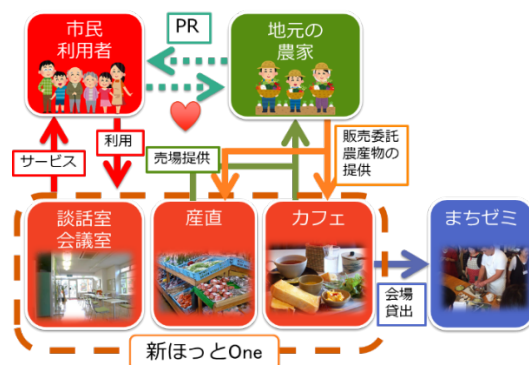 市民
利用者
PR
地元の
農家
サービス
利用
売場提供
販売委託
農産物の
提供
談話室
会議室
産直
カフェ
まちゼミ
会場
貸出
新ほっとOne